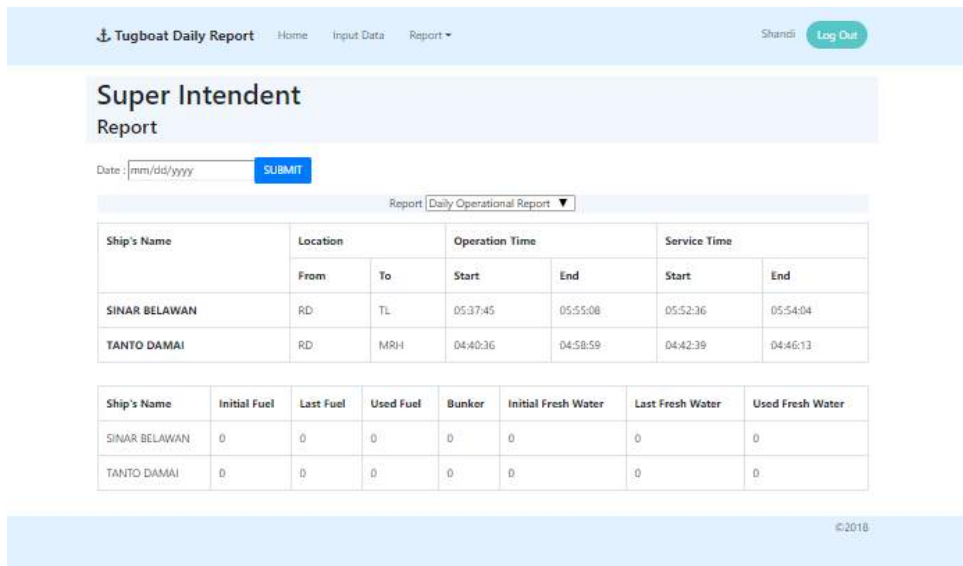 Tugboat Daily Report Home Input Data Report Shandi Log Out
Super Intendent
Report
Date : mm/dd/yyyy SUBMIT
Report Daily Operational Report
Ship's Name Location Operation Time Service Time
From To Start End Start End
SINAR BELAWAN RD TL 05:37:45 05:55:08 05:52:36 05:54:04
TANTO DAMAI RD MRH 04:40:36 04:58:59 04:42:39 04:46:13
Ship's Name Initial Fuel Last Fuel Used Fuel Bunker Initial Fresh Water Last Fresh Water Used Fresh Water
SINAR BELAWAN 0 0 0 0 0 0 0
TANTO DAMAI 0 0 0 0 0 0 0
©2018